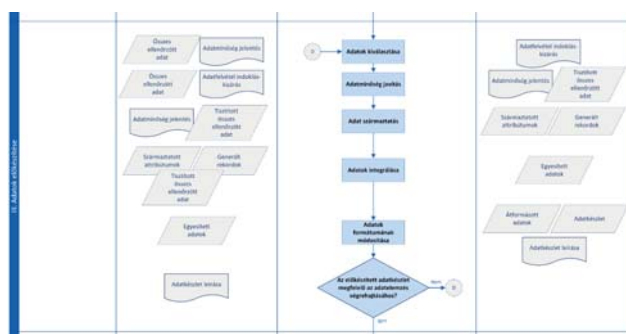 III. Adatok előkészítése
Összes
ellenőrzött
adat
Adatminőség jelentés
Összes
ellenőrzött
adat
Adatfelvétel indoklás
kizárás
Adatminőség jelentés
Tisztított
összes
ellenőrzött
adat
Származtatott
attribútumok
Generált
rekordok
Tisztított
összes
ellenőrzött
adat
Egyesített
adatok
Adatkészlet leírása
Adatok kiválasztása
Adatminőség javítás
Adat származtatás
Adatok integrálása
Adatok
formátumának
módosítása
Az előkészített adatkészlet
megfelelő az adatelemzés
végrehajtásához?
Nem
Igen
Adatfelvétel indoklás
kizárás
Adatminőség jelentés
Tisztított
összes
ellenőrzött
adat
Származtatott
attribútumok
Generált
rekordok
Egyesített
adatok
Átformázott
adatok
Adatkészlet
Adatkészlet leírása